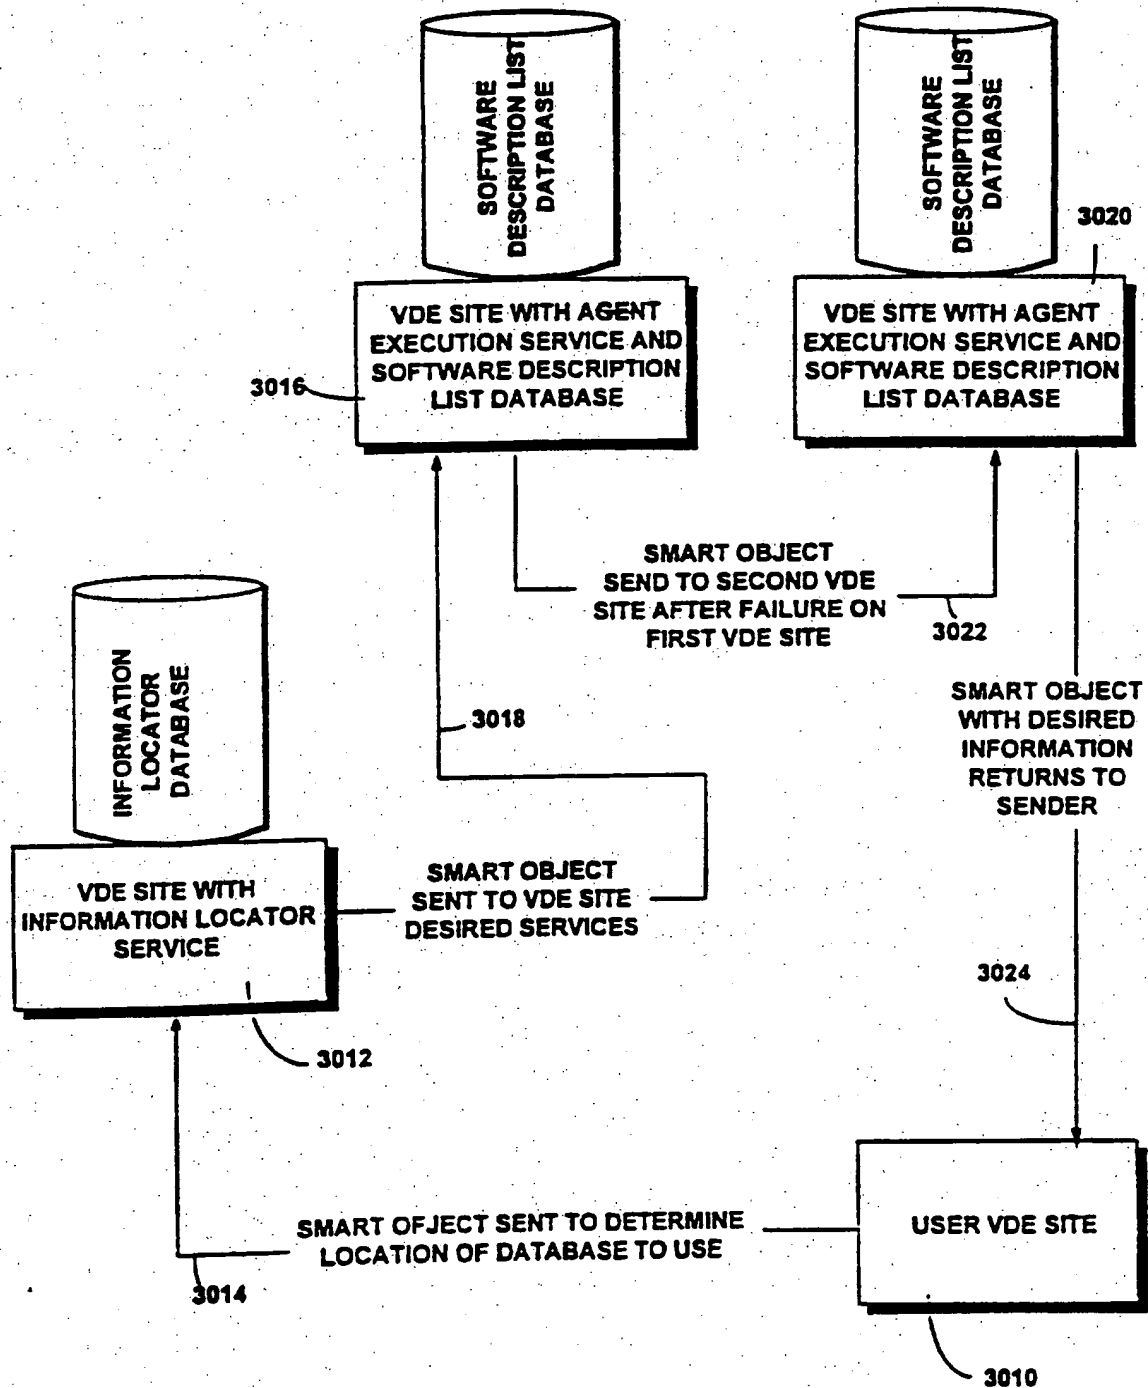 SOFTWARE
DESCRIPTION LIST
DATABASE
SOFTWARE
DESCRIPTION LIST
DATABASE
3020
VDE SITE WITH AGENT
EXECUTION SERVICE AND
SOFTWARE DESCRIPTION
LIST DATABASE
3016
VDE SITE WITH AGENT
EXECUTION SERVICE AND
SOFTWARE DESCRIPTION
LIST DATABASE
SMART OBJECT
SEND TO SECOND VDE
SITE AFTER FAILURE ON
FIRST VDE SITE
3022
INFORMATION
LOCATOR
DATABASE
3018
SMART OBJECT
WITH DESIRED
INFORMATION
RETURNS TO
SENDER
VDE SITE WITH
INFORMATION LOCATOR
SERVICE
SMART OBJECT
SENT TO VDE SITE
DESIRED SERVICES
3024
3012
SMART OFJECT SENT TO DETERMINE
LOCATION OF DATABASE TO USE
USER VDE SITE
3014
3010